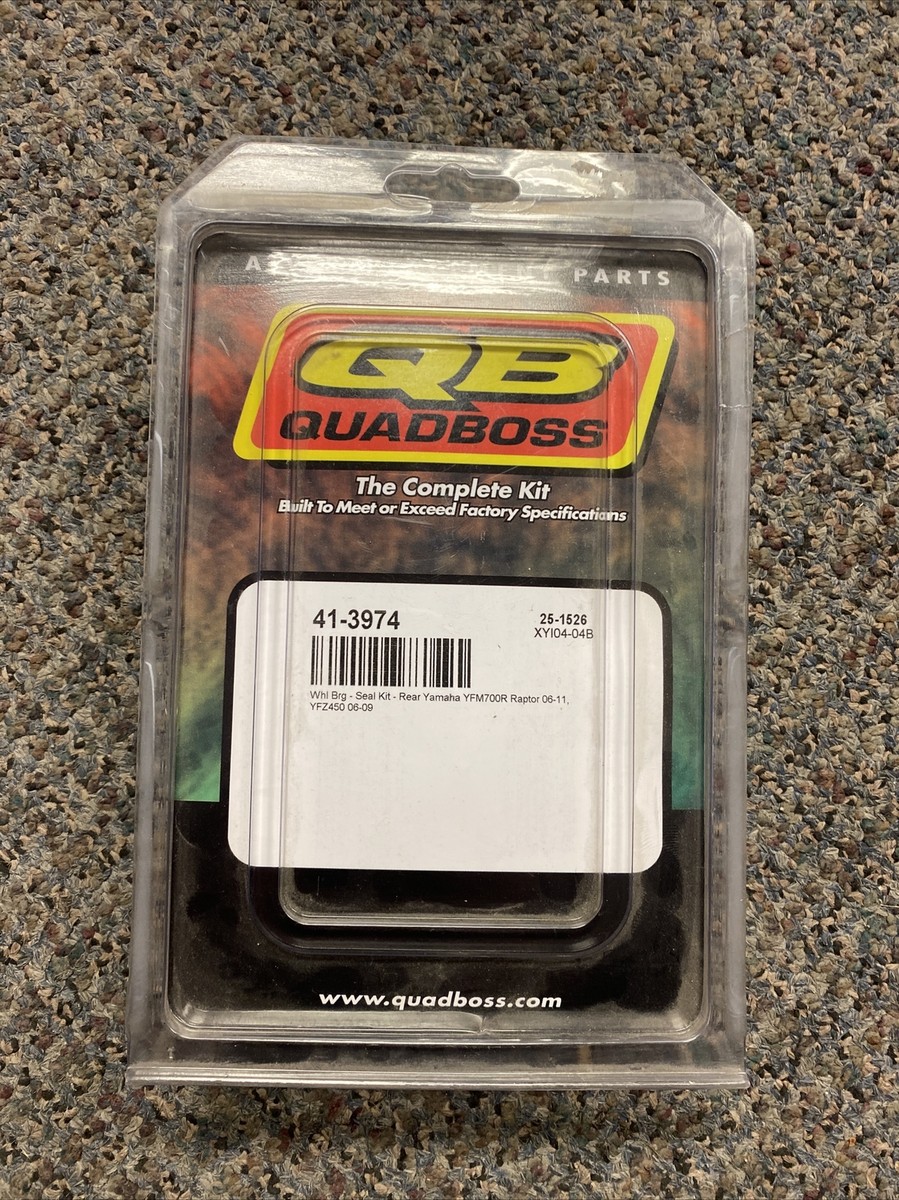 PARTS
QB
QUADBOSS
The Complete Kit
Built To Meet or Exceed Factory Specifications
41-3974
25-1526
XYI04-04B
Whl Brg - Seal Kit - Rear Yamaha YFM700R Raptor 06-11,
YFZ450 06-09
www.quadboss.com